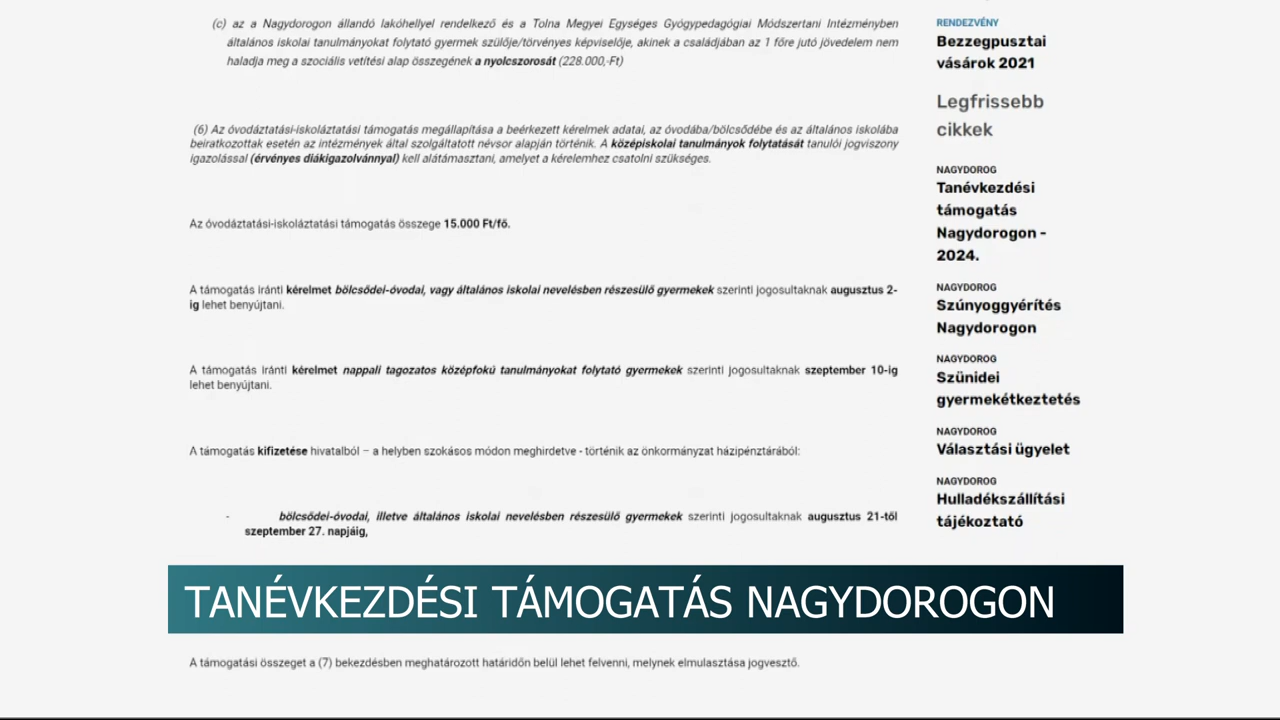 (c) az a Nagydorogon állandó lakóhellyel rendelkező és a Tolna Megyei Egységes Gyógypedagógiai Módszertani Intézményben
általános iskolai tanulmányokat folytató gyermek szülője/törvényes képviselője, akinek a családjában az 1 főre jutó jövedelem nem
haladja meg a szociális vetítési alap összegének a nyolcszorosát (228.000,-Ft)
(6) Az óvodáztatási-iskoláztatási támogatás megállapítása a beérkezett kérelmek adatai, az óvodába/bölcsődébe és az általános iskolába
beiratkozottak esetén az intézmények által szolgáltatott névsor alapján történik. A középiskolai tanulmányok folytatását tanulói jogviszony
igazolással (érvényes diákigazolvánnyal) kell alátámasztani, amelyet a kérelemhez csatolni szükséges.
Az óvodáztatási-iskoláztatási támogatás összege 15.000 Ft/fő.
A támogatás iránti kérelmet bölcsődei-óvodai, vagy általános iskolai nevelésben részesülő gyermekek szerinti jogosultaknak augusztus 2-
ig lehet benyújtani.
A támogatás iránti kérelmet nappali tagozatos középfokú tanulmányokat folytató gyermekek szerinti jogosultaknak szeptember 10-ig
lehet benyújtani.
A támogatás kifizetése hivatalból – a helyben szokásos módon meghirdetve - történik az önkormányzat házipénztárából:
- bölcsődei-óvodai, illetve általános iskolai nevelésben részesülő gyermekek szerinti jogosultaknak augusztus 21-től
szeptember 27. napjáig,
TANÉVKEZDÉSI TÁMOGATÁS NAGYDOROGON
A támogatási összeget a (7) bekezdésben meghatározott határidőn belül lehet felvenni, melynek elmulasztása jogvesztő.
RENDEZVÉNY
Bezzegpusztai
vásárok 2021
Legfrissebb
cikkek
NAGYDOROG
Tanévkezdési
támogatás
Nagydorogon -
2024.
NAGYDOROG
Szúnyoggyérítés
Nagydorogon
NAGYDOROG
Szünidei
gyermekétkeztetés
NAGYDOROG
Választási ügyelet
NAGYDOROG
Hulladékszállítási
tájékoztató